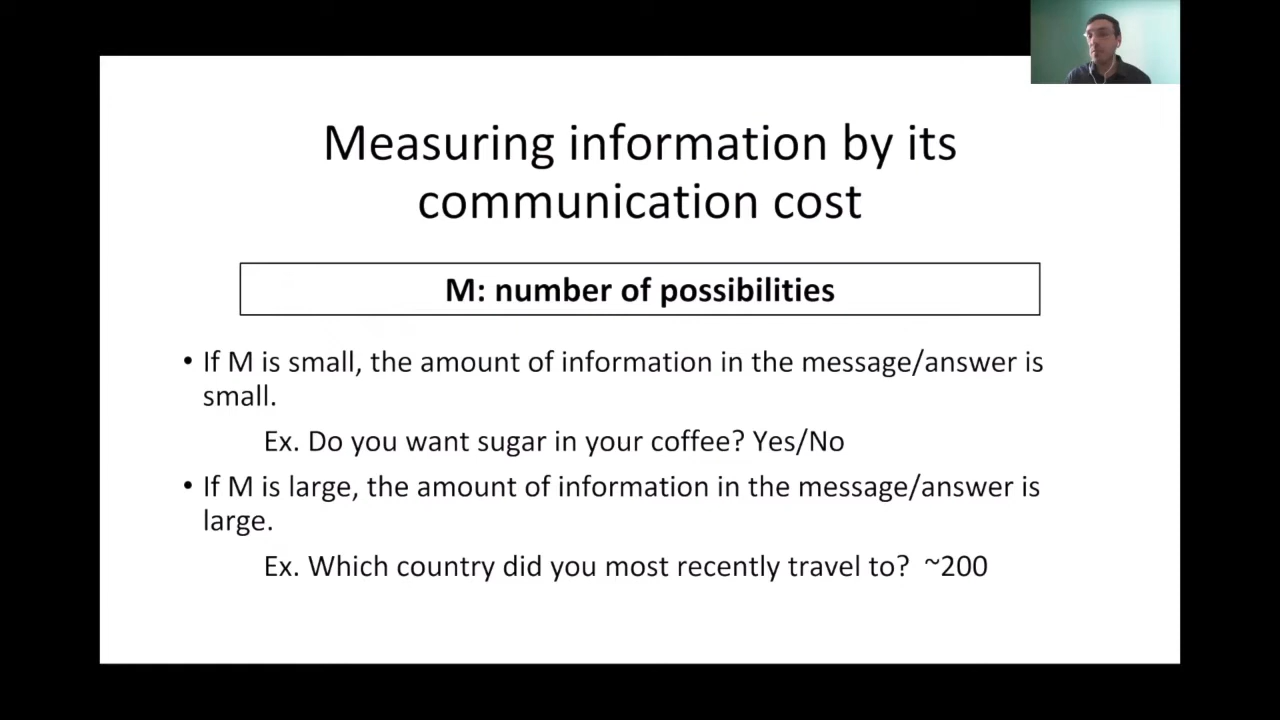 Measuring information by its
communication cost
M: number of possibilities
• If M is small, the amount of information in the message/answer is
small.
Ex. Do you want sugar in your coffee? Yes/No
• If M is large, the amount of information in the message/answer is
large.
Ex. Which country did you most recently travel to? ~200